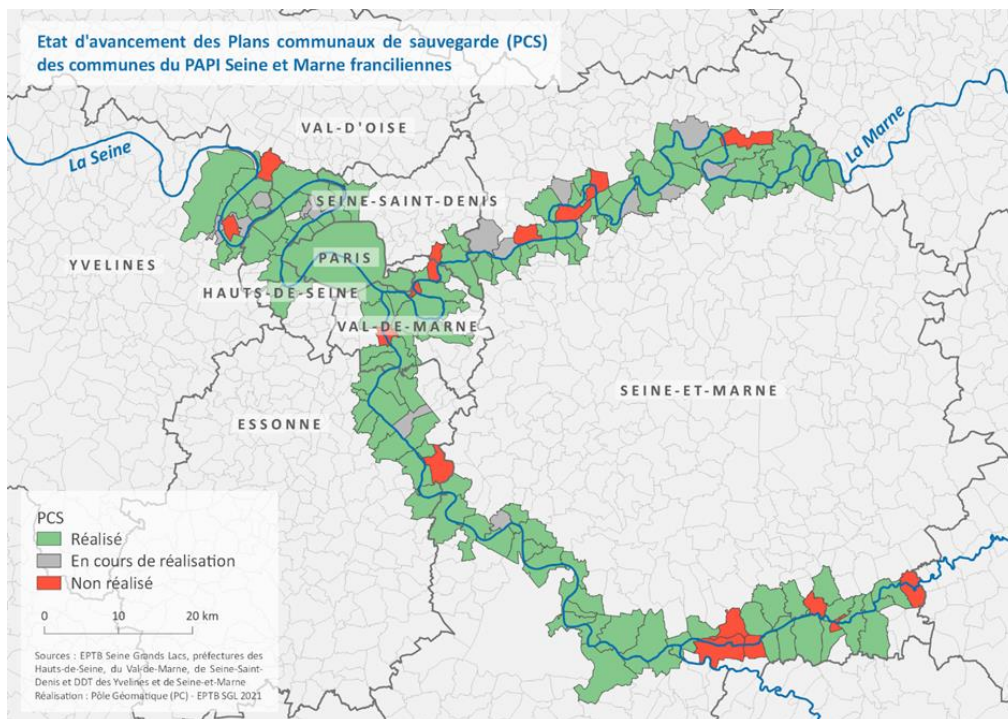 Etat d'avancement des Plans communaux de sauvegarde (PCS)
des communes du PAPI Seine et Marne franciliennes
VAL-D'OISE
La Seine
La Marne
SEINE-SAINT-DENIS
YVELINES
PARIS
HAUTS-DE-SEINE
VAL-DE-MARNE
SEINE-ET-MARNE
ESSONNE
PCS
Réalisé
En cours de réalisation
Non réalisé
0 10 20 km
Sources : EPTB Seine Grands Lacs, préfectures des
Hauts-de-Seine, du Val-de-Marne, de Seine-Saint-
Denis et DDT des Yvelines et de Seine-et-Marne
Réalisation : Pôle Géomatique (PC) - EPTB SGL 2021